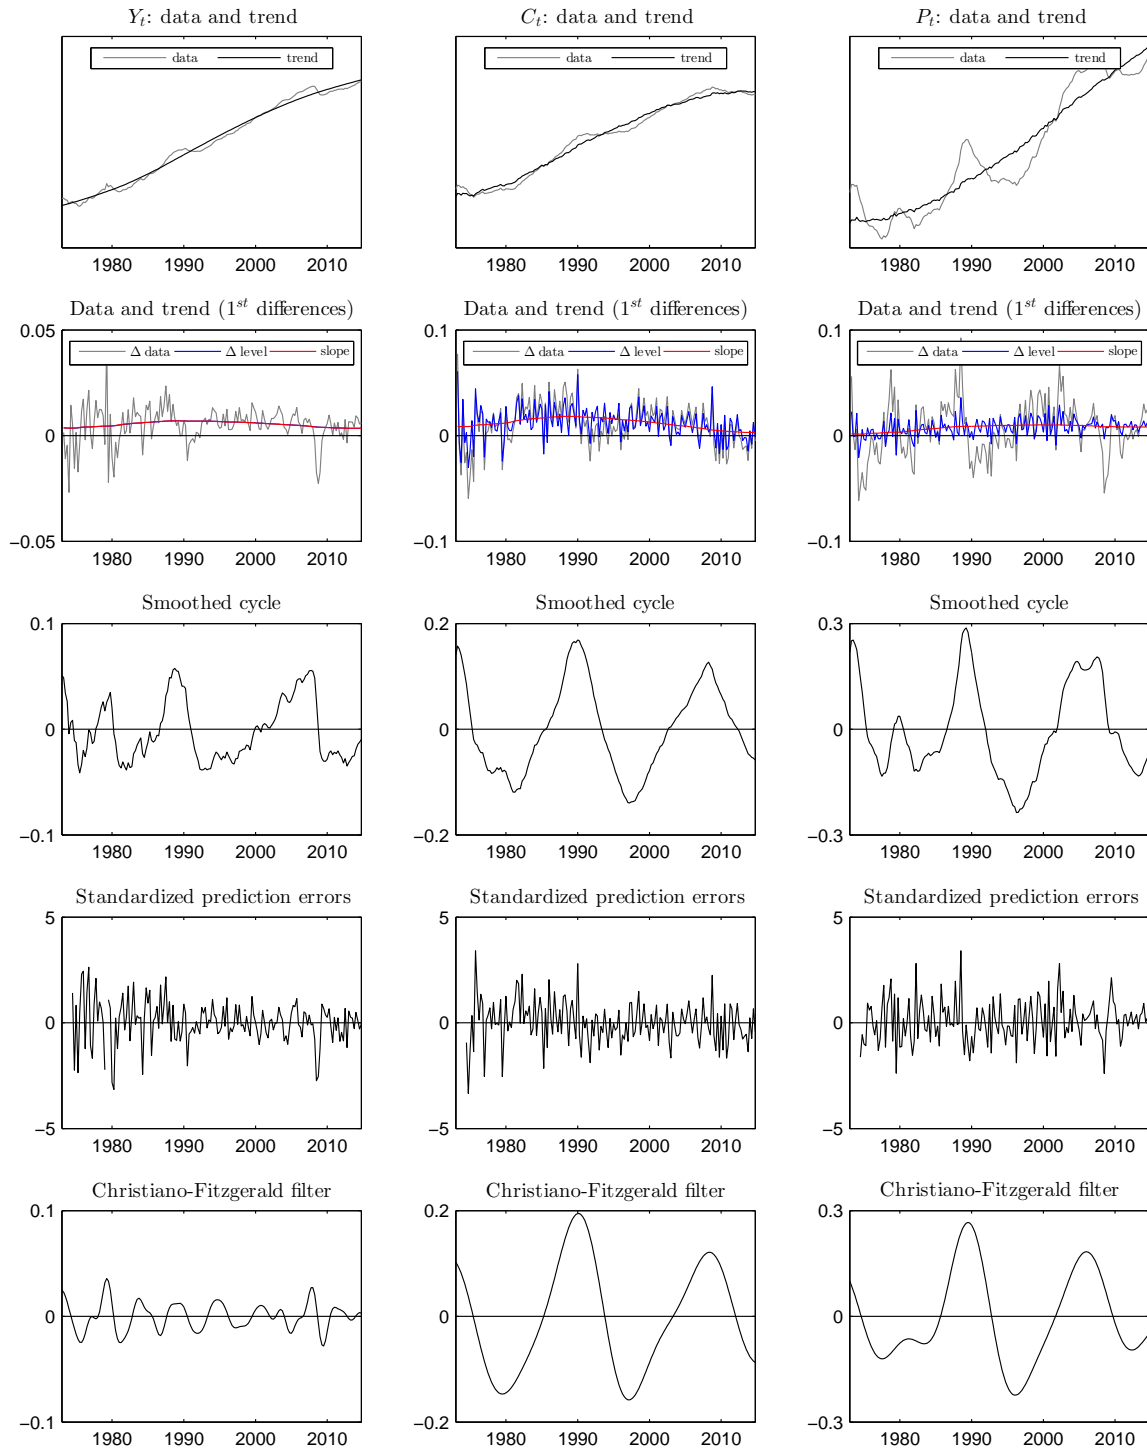 Y_t: data and trend
C_t: data and trend
P_t: data and trend
data trend
data trend
data trend
1980 1990 2000 2010
1980 1990 2000 2010
1980 1990 2000 2010
Data and trend (1^st differences)
Data and trend (1^st differences)
Data and trend (1^st differences)
0.05
0
−0.05
Δ data Δ level slope
1980 1990 2000 2010
0.1
0
−0.1
Δ data Δ level slope
1980 1990 2000 2010
0.1
0
−0.1
Δ data Δ level slope
1980 1990 2000 2010
Smoothed cycle
0.1
0
−0.1
1980 1990 2000 2010
Smoothed cycle
0.2
0
−0.2
1980 1990 2000 2010
Smoothed cycle
0.3
0
−0.3
1980 1990 2000 2010
Standardized prediction errors
5
0
−5
1980 1990 2000 2010
Standardized prediction errors
5
0
−5
1980 1990 2000 2010
Standardized prediction errors
5
0
−5
1980 1990 2000 2010
Christiano-Fitzgerald filter
0.1
0
−0.1
1980 1990 2000 2010
Christiano-Fitzgerald filter
0.2
0
−0.2
1980 1990 2000 2010
Christiano-Fitzgerald filter
0.3
0
−0.3
1980 1990 2000 2010